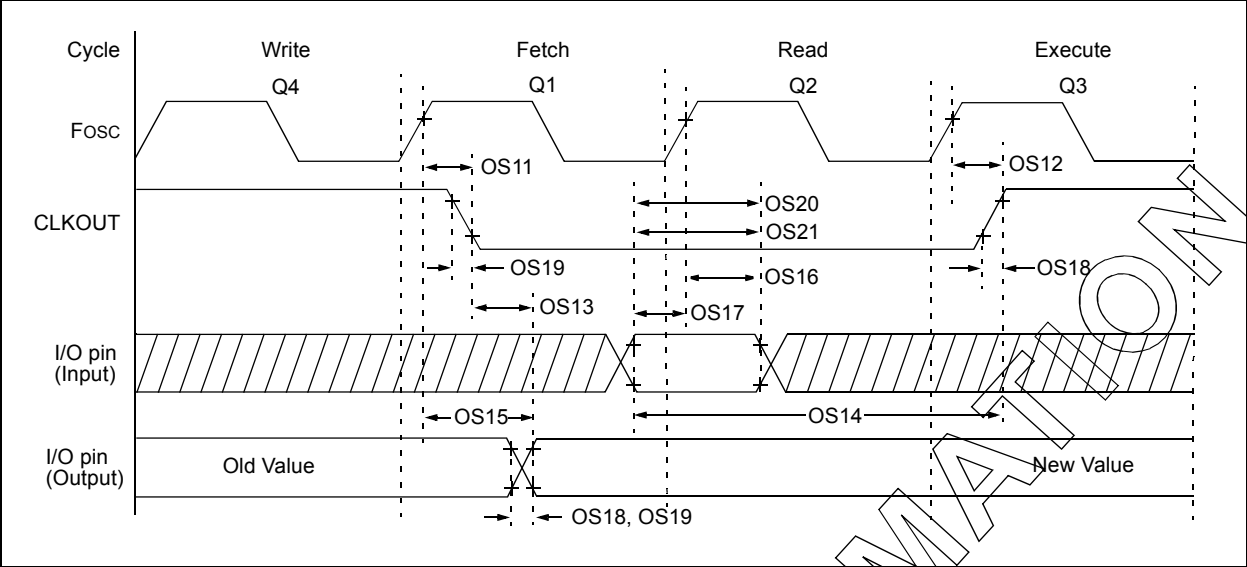 Cycle Write Fetch Read Execute
Q4 Q1 Q2 Q3
Fosc
OS11 OS12
CLKOUT
OS20
OS21
OS19 OS16 OS18
OS13 OS17
I/O pin
(Input)
OS15 OS14
I/O pin
(Output)
Old Value New Value
OS18, OS19
MATION